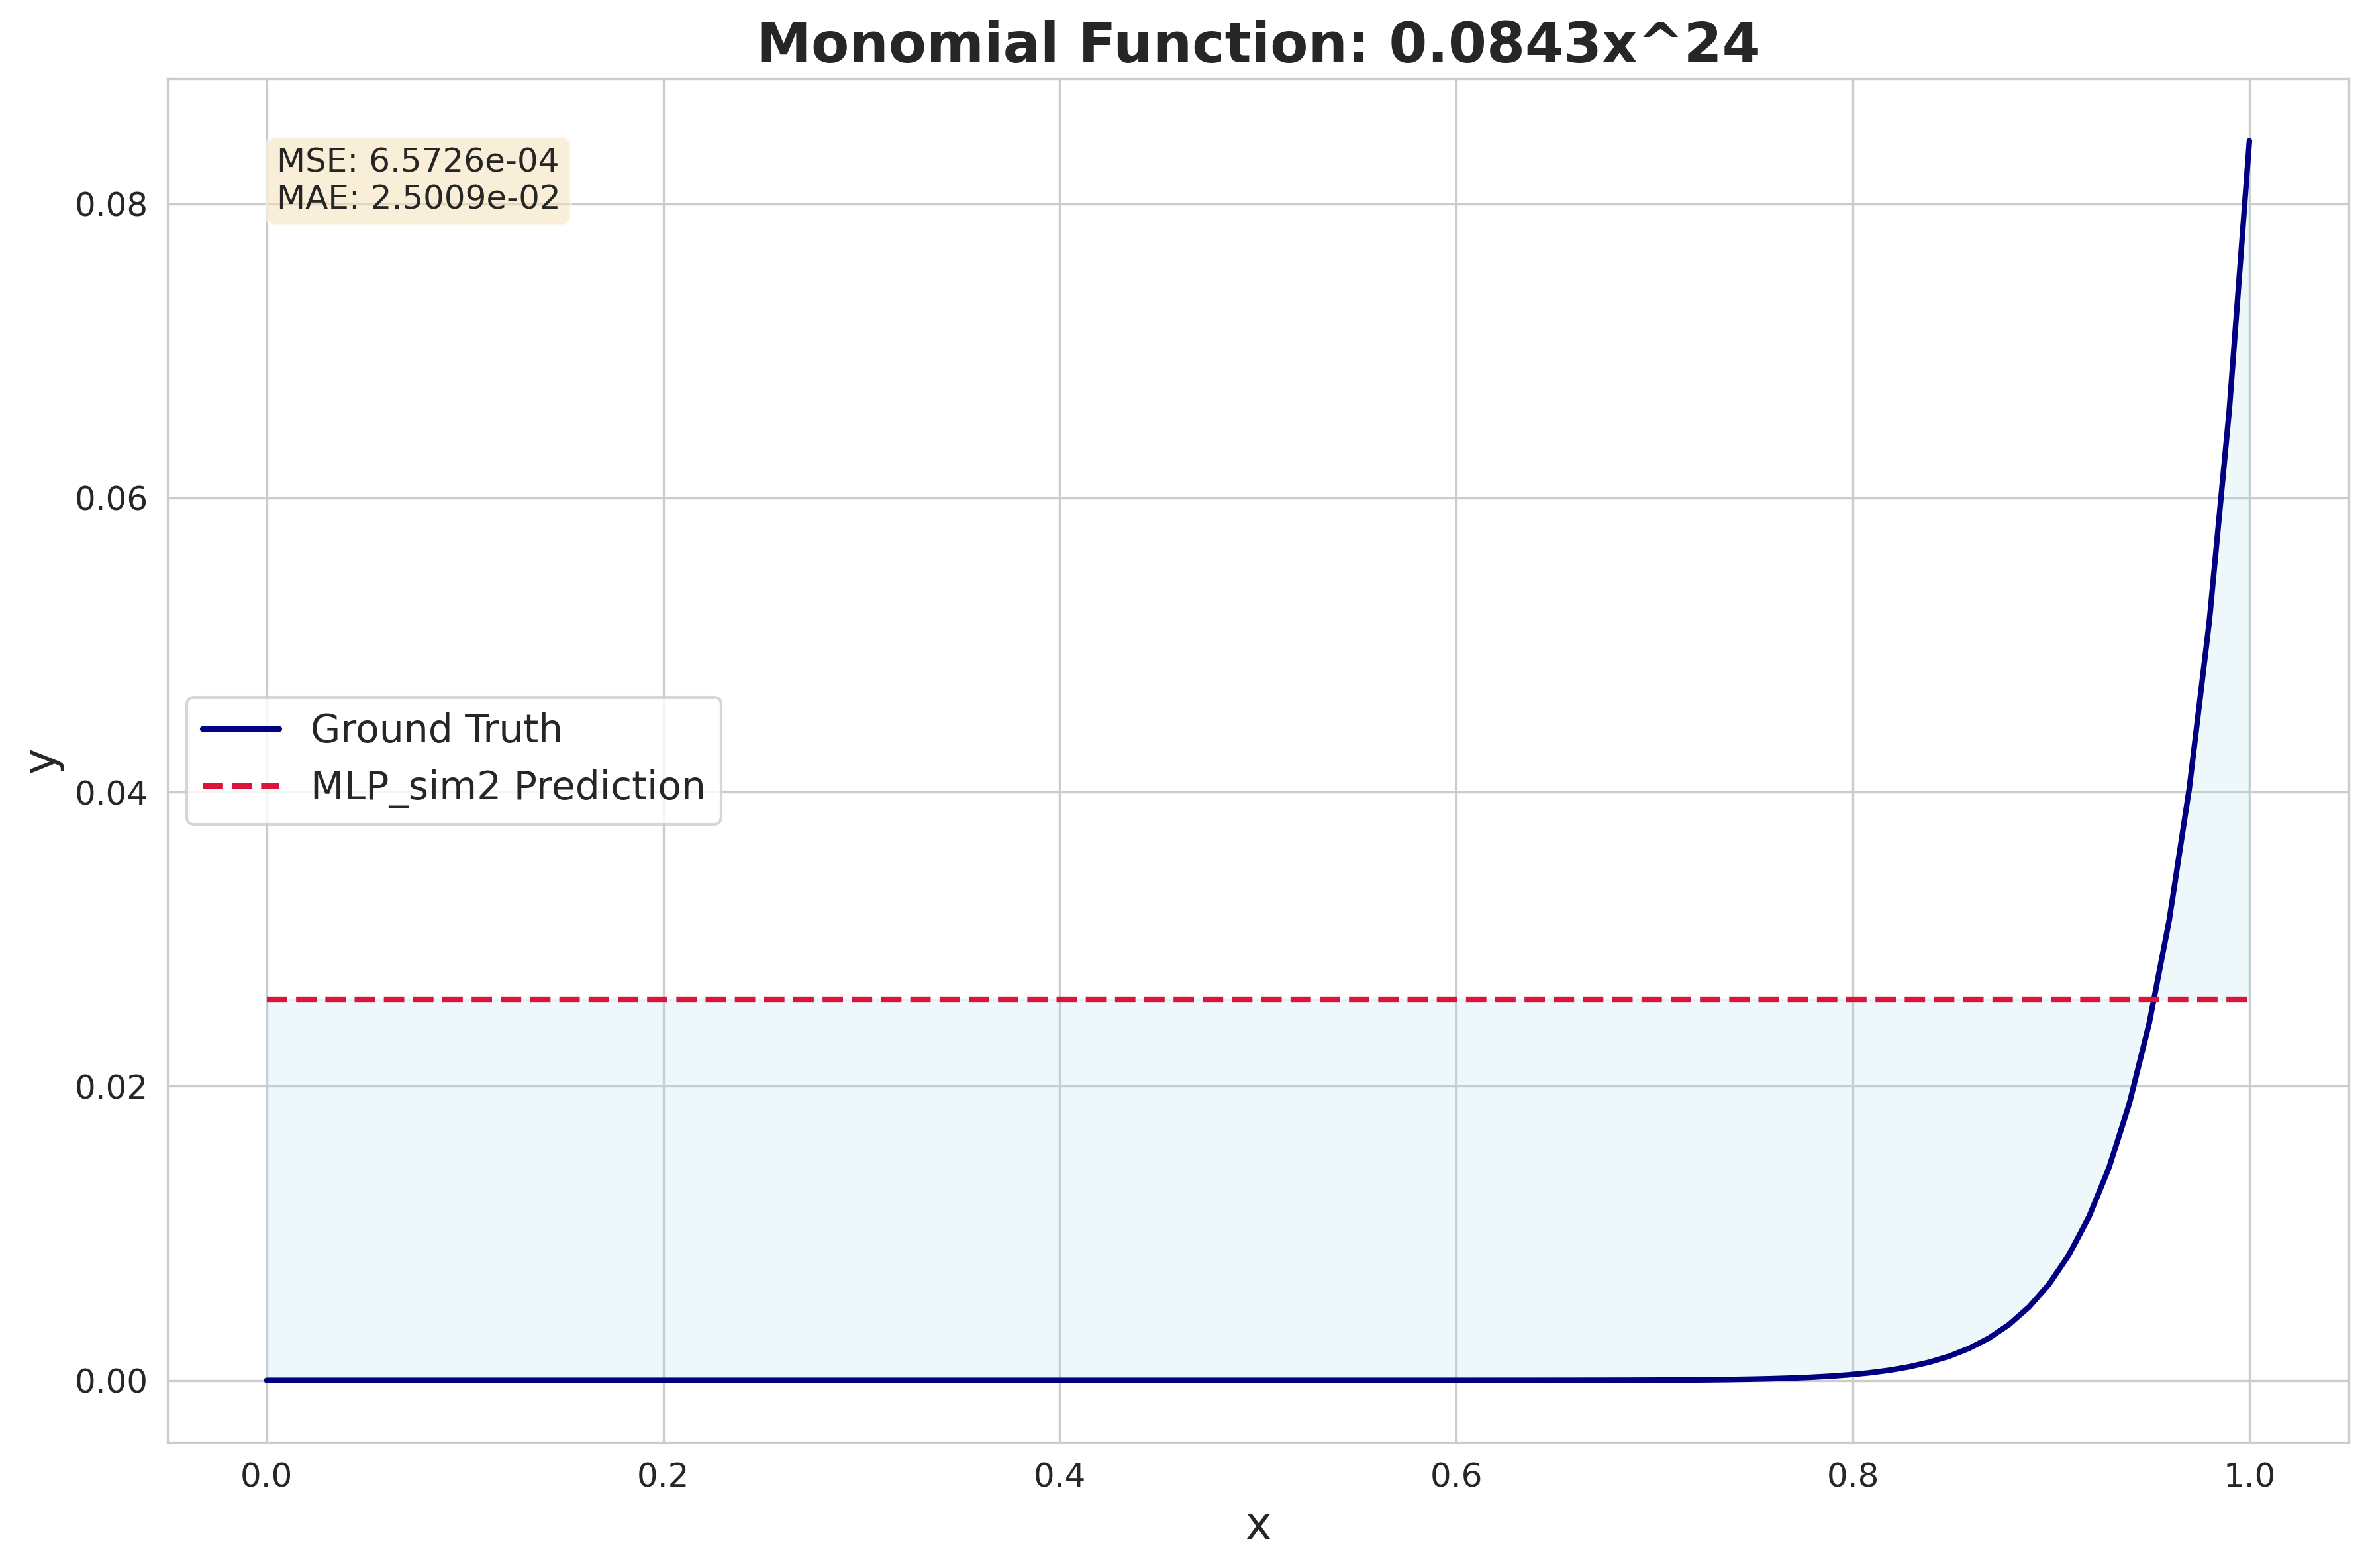 Monomial Function: 0.0843x^24
MSE: 6.5726e-04
MAE: 2.5009e-02
0.08
0.06
0.04
0.02
0.00
y
Ground Truth
MLP_sim2 Prediction
0.0 0.2 0.4 0.6 0.8 1.0
x